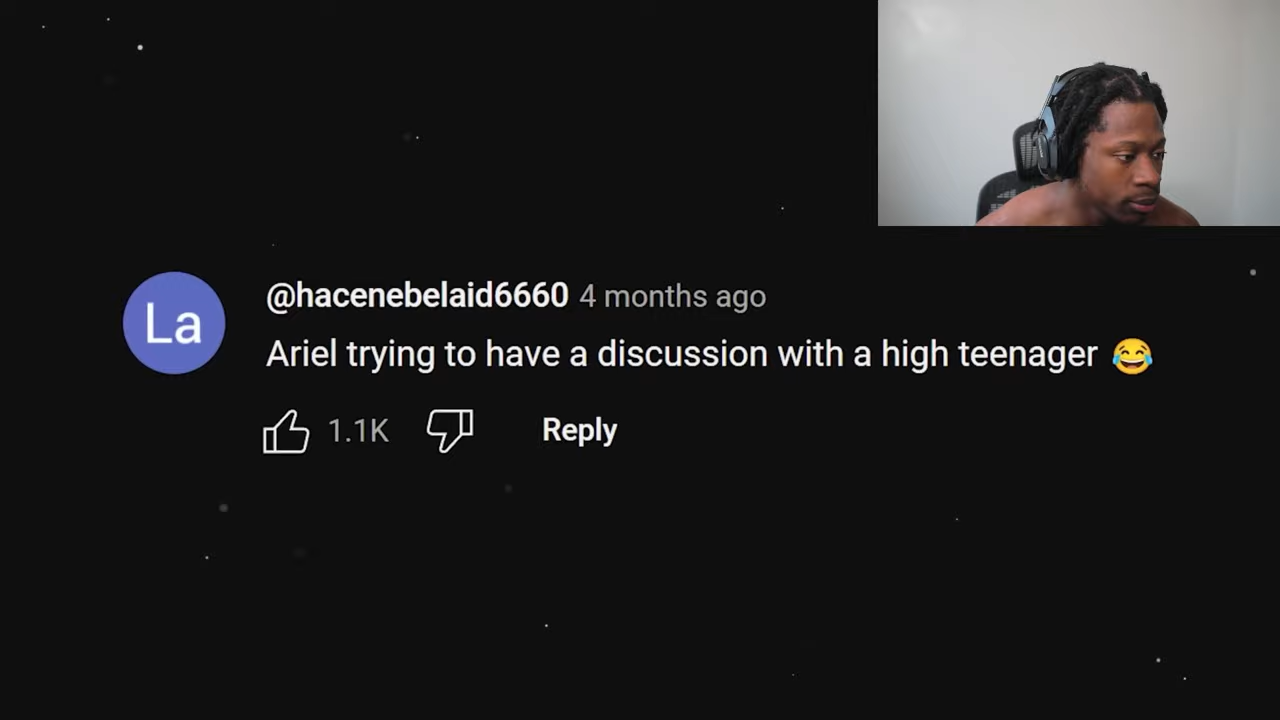 La
@hacenebelaid6660 4 months ago
Ariel trying to have a discussion with a high teenager 😂
1.1K Reply